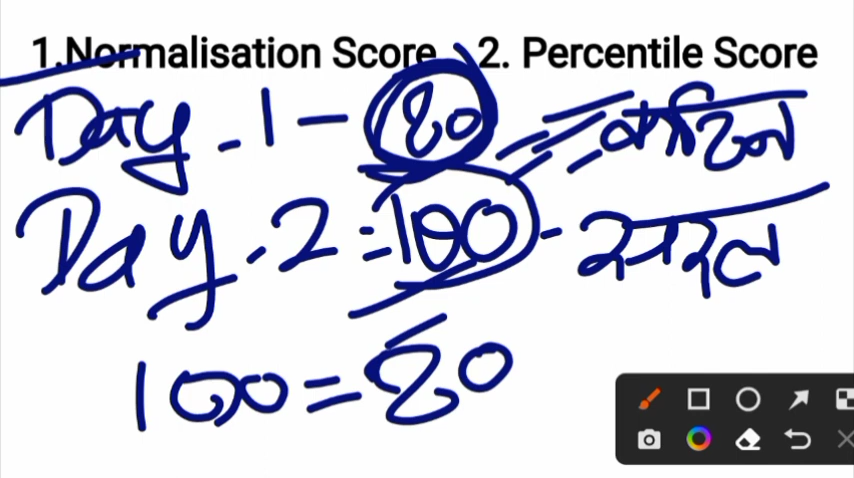 1.Normalisation Score 2. Percentile Score
Day-1 - 80 = कठिन
Day-2 = 100 - सरल
100 = 80